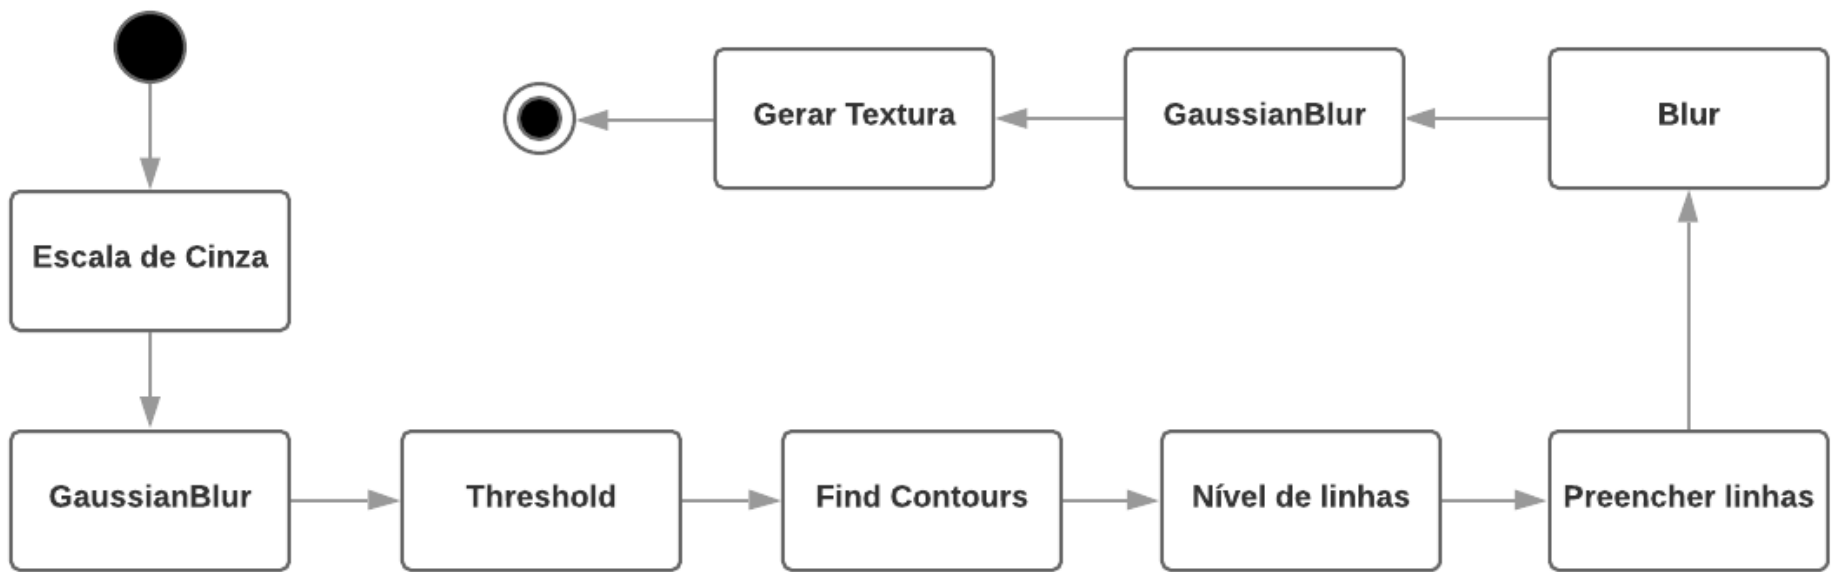 Escala de Cinza
GaussianBlur
Threshold
Find Contours
Nível de linhas
Preencher linhas
Blur
GaussianBlur
Gerar Textura